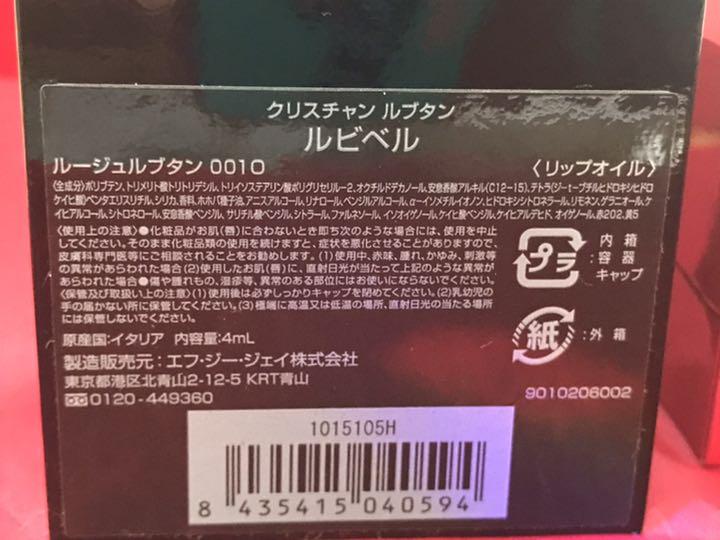 クリスチャン ルブタン
ルビベル
ルージュルブタン 001O 〈リップオイル〉
(全成分)ポリブテン、トリメリト酸トリトリデシル、トリイソステアリン酸ポリグリセリル-2、オクチルドデカノール、安息香酸アルキル(C12-15)、テトラ(ジ-t-ブチルヒドロキシヒドロ
ケイヒ酸)ペンタエリスリチル、シリカ、香料、ホホバ種子油、アニスアルコール、リナロール、ベンジルアルコール、α-イソメチルイオノン、ヒドロキシシトロネラール、リモネン、ゲラニオール、ケ
イヒアルコール、シトロネロール、安息香酸ベンジル、サリチル酸ベンジル、シトラール、ファルネソール、イソオイゲノール、ケイ皮酸ベンジル、ケイヒアルデヒド、オイゲノール、赤202、黄5
〈使用上の注意〉●化粧品がお肌(唇)に合わないとき即ち次のような場合には、使用を中止
してください。そのまま化粧品類の使用を続けますと、症状を悪化させることがありますので、
皮膚科専門医等にご相談されることをお勧めします。(1)使用中、赤味、腫れ、かゆみ、刺激等
の異常があらわれた場合(2)使用したお肌(唇)に、直射日光が当たって上記のような異常が
あらわれた場合●傷や腫れもの、湿疹等、異常のある部位にはお使いにならないでください。
〈保管及び取扱い上の注意〉(1)使用後は必ずしっかりキャップを閉めてください。(2)乳幼児の
手の届かない所に保管してください。(3)極端に高温又は低温の場所、直射日光の当たる場所
には保管しないでください。
原産国:イタリア 内容量:4mL
製造販売元:エフ・ジー・ジェイ株式会社
東京都港区北青山2-12-5 KRT青山
0120-449360
プラ
内箱
:容器
キャップ
紙
:外箱
9010206002
1015105H
8 435415 040594